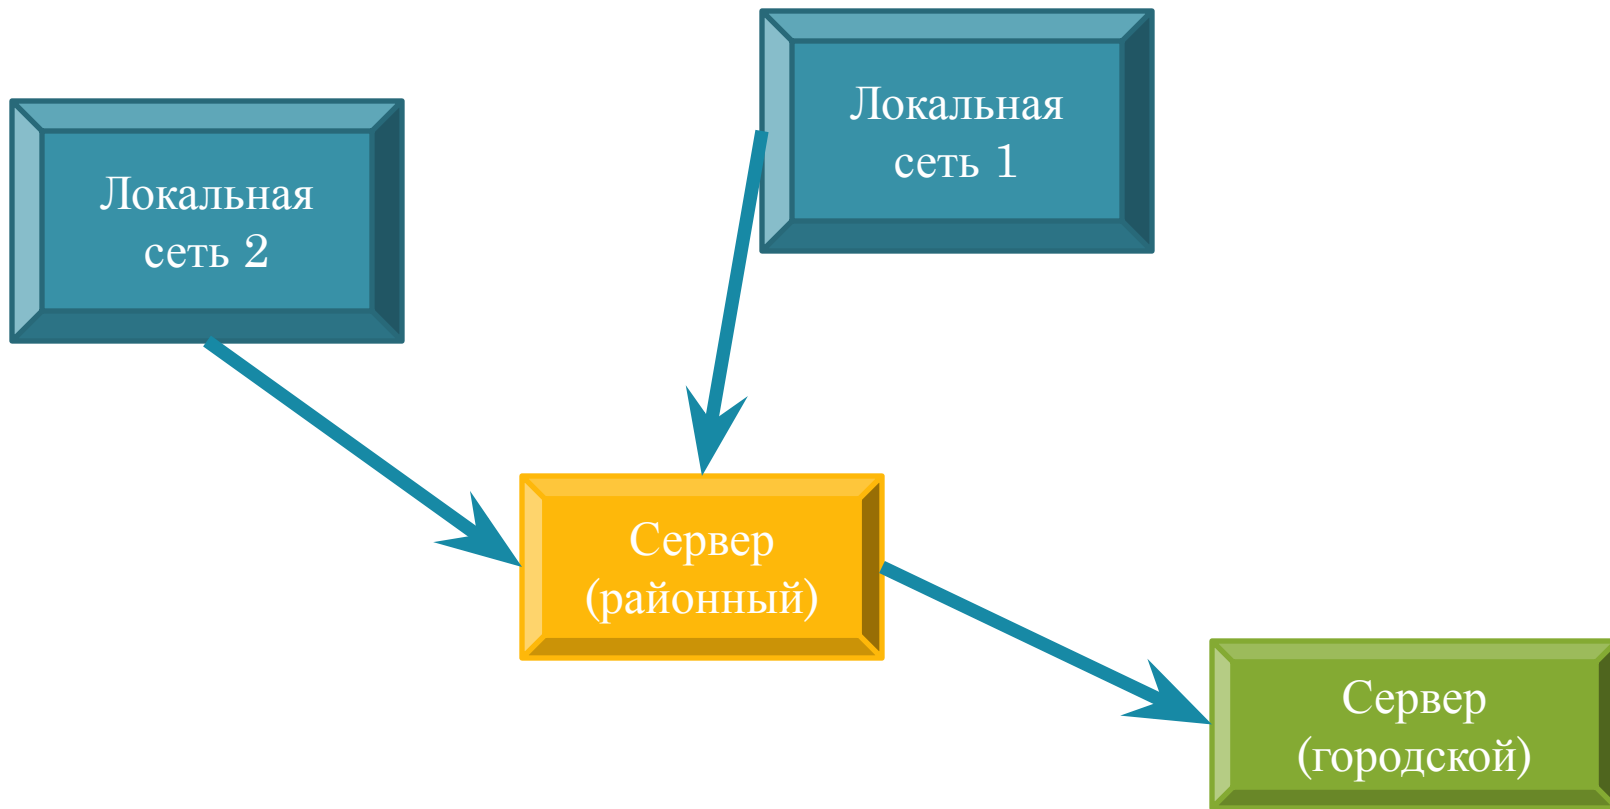 Локальная
сеть 1
Локальная
сеть 2
Сервер
(районный)
Сервер
(городской)